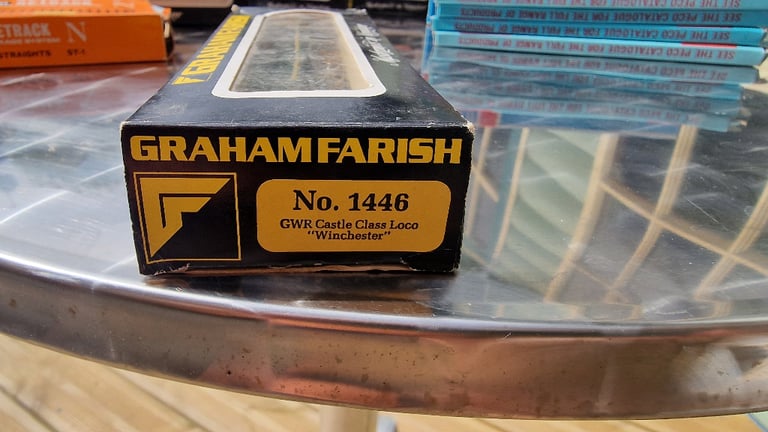 SETRACK N
STRAIGHTS ST-1
GRAHAM FARISH
SEE THE PECO CATALOGUE FOR THE FULL RANGE OF PRODUCTS
SEE THE PECO CATALOGUE FOR THE FULL RANGE OF PRODUCTS
SEE THE PECO CATALOGUE FOR THE FULL RANGE OF PRODUCTS
GRAHAM FARISH
No. 1446
GWR Castle Class Loco
"Winchester"